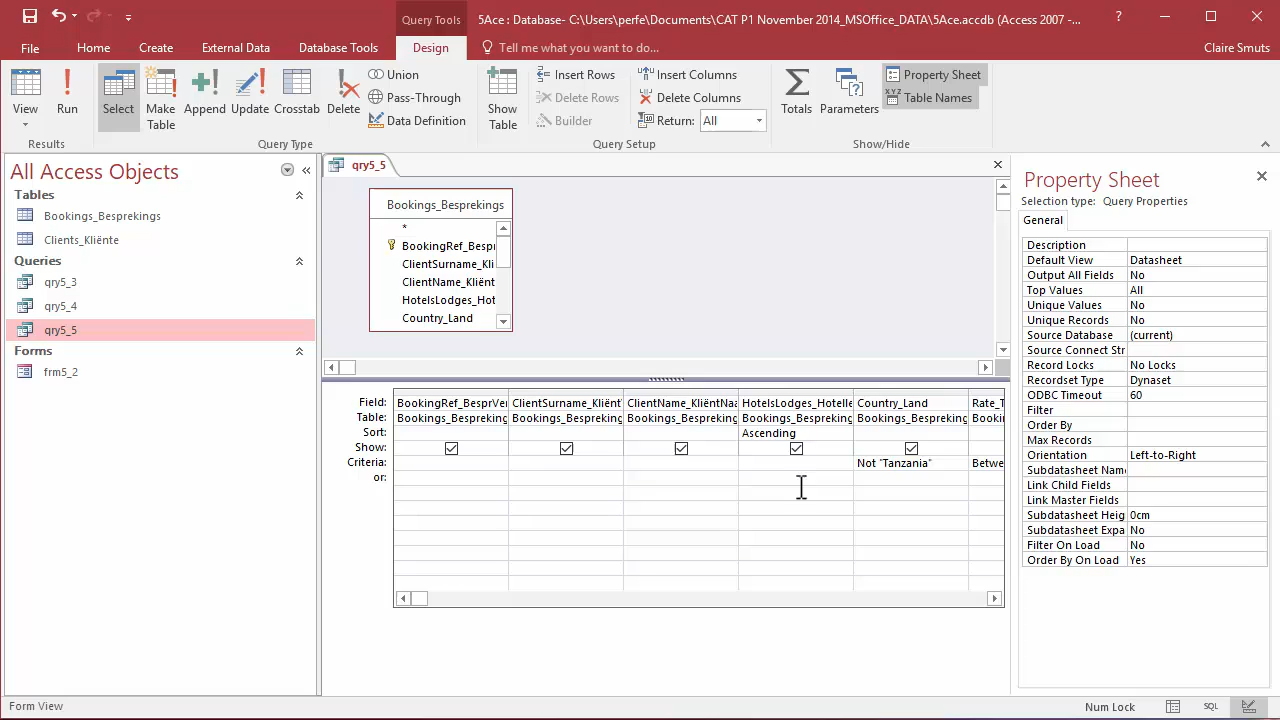 Query Tools
5Ace : Database- C:\Users\perfe\Documents\CAT P1 November 2014_MSOffice_DATA\5Ace.accdb (Access 2007 -...
?
File
Home
Create
External Data
Database Tools
Design
Tell me what you want to do...
Claire Smuts
View
Run
Select
Make Table
Append
Update
Crosstab
Delete
Union
Pass-Through
Data Definition
Show Table
Insert Rows
Delete Rows
Builder
Insert Columns
Delete Columns
Return: All
Totals
Parameters
Property Sheet
Table Names
Results
Query Type
Query Setup
Show/Hide
All Access Objects
Tables
Bookings_Besprekings
Clients_Kliënte
Queries
qry5_3
qry5_4
qry5_5
Forms
frm5_2
qry5_5
Bookings_Besprekings
*
BookingRef_Bespr
ClientSurname_Kli
ClientName_Kliënt
HotelsLodges_Hot
Country_Land
Field: BookingRef_BesprVer ClientSurname_Kliënt ClientName_KliëntNaa HotelsLodges_Hotelle Country_Land Rate_T
Table: Bookings_Besprekings Bookings_Besprekings Bookings_Besprekings Bookings_Besprekings Bookings_Besprekings Bookin
Sort: Ascending
Show:
Criteria: Not "Tanzania" Betwe
or:
Property Sheet
Selection type: Query Properties
General
Description
Default View Datasheet
Output All Fields No
Top Values All
Unique Values No
Unique Records No
Source Database (current)
Source Connect Str
Record Locks No Locks
Recordset Type Dynaset
ODBC Timeout 60
Filter
Order By
Max Records
Orientation Left-to-Right
Subdatasheet Name
Link Child Fields
Link Master Fields
Subdatasheet Heig 0cm
Subdatasheet Expa No
Filter On Load No
Order By On Load Yes
Form View
Num Lock
SQL